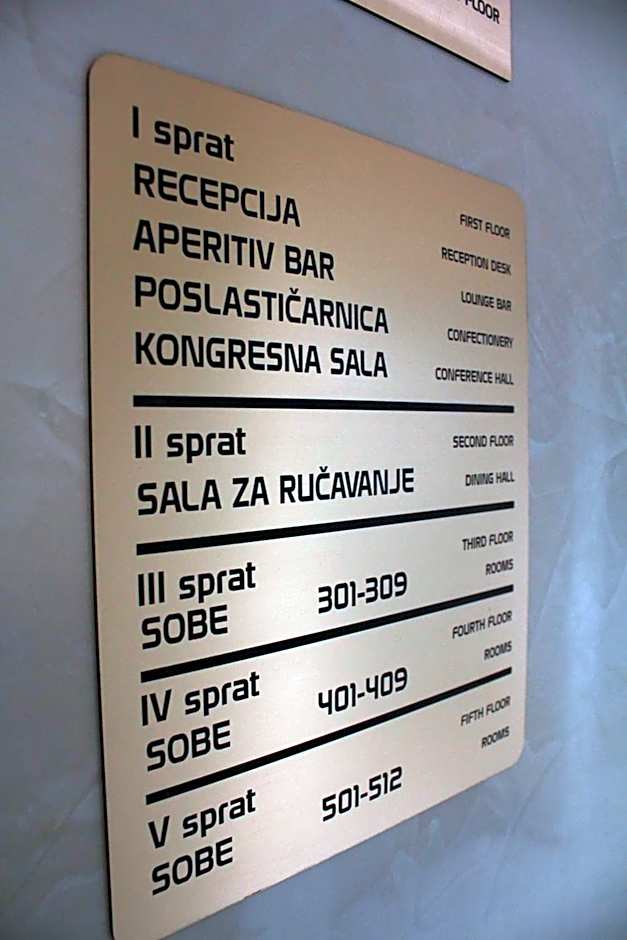 FLOOR
I sprat
FIRST FLOOR
RECEPCIJA
RECEPTION DESK
APERITIV BAR
LOUNGE BAR
POSLASTIČARNICA
CONFECTIONERY
KONGRESNA SALA
CONFERENCE HALL
II sprat
SECOND FLOOR
SALA ZA RUČAVANJE
DINING HALL
III sprat
THIRD FLOOR
SOBE 301-309
ROOMS
IV sprat
FOURTH FLOOR
SOBE 401-409
ROOMS
V sprat
FIFTH FLOOR
SOBE 501-512
ROOMS